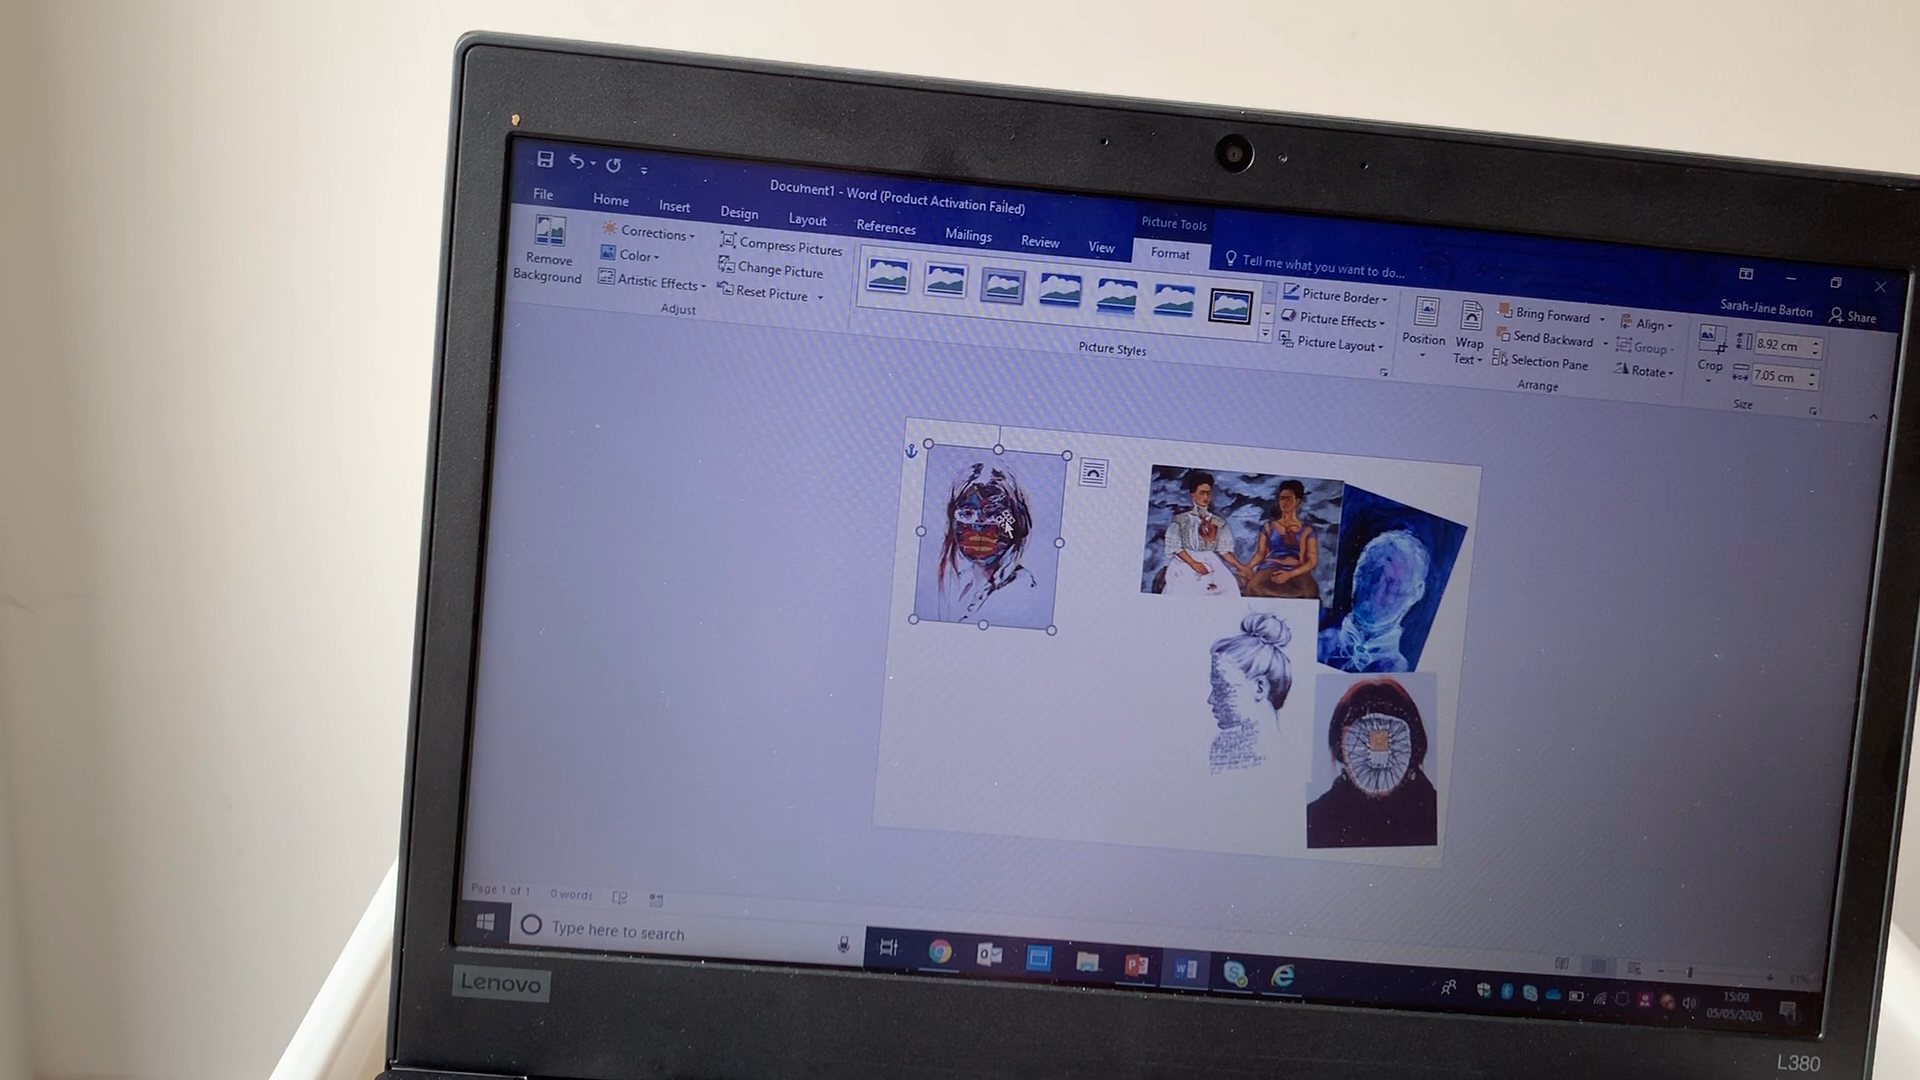 Document1 - Word (Product Activation Failed)
Picture Tools
File Home Insert Design Layout References Mailings Review View Format Tell me what you want to do...
Sarah-Jane Barton Share
Remove Background
Corrections
Color
Artistic Effects
Compress Pictures
Change Picture
Reset Picture
Adjust
Picture Styles
Picture Border
Picture Effects
Picture Layout
Position
Wrap Text
Bring Forward
Send Backward
Selection Pane
Align
Group
Rotate
Arrange
Crop
8.92 cm
7.05 cm
Size
Page 1 of 1 0 words
51%
Type here to search
15:09
05/05/2020
Lenovo
L380